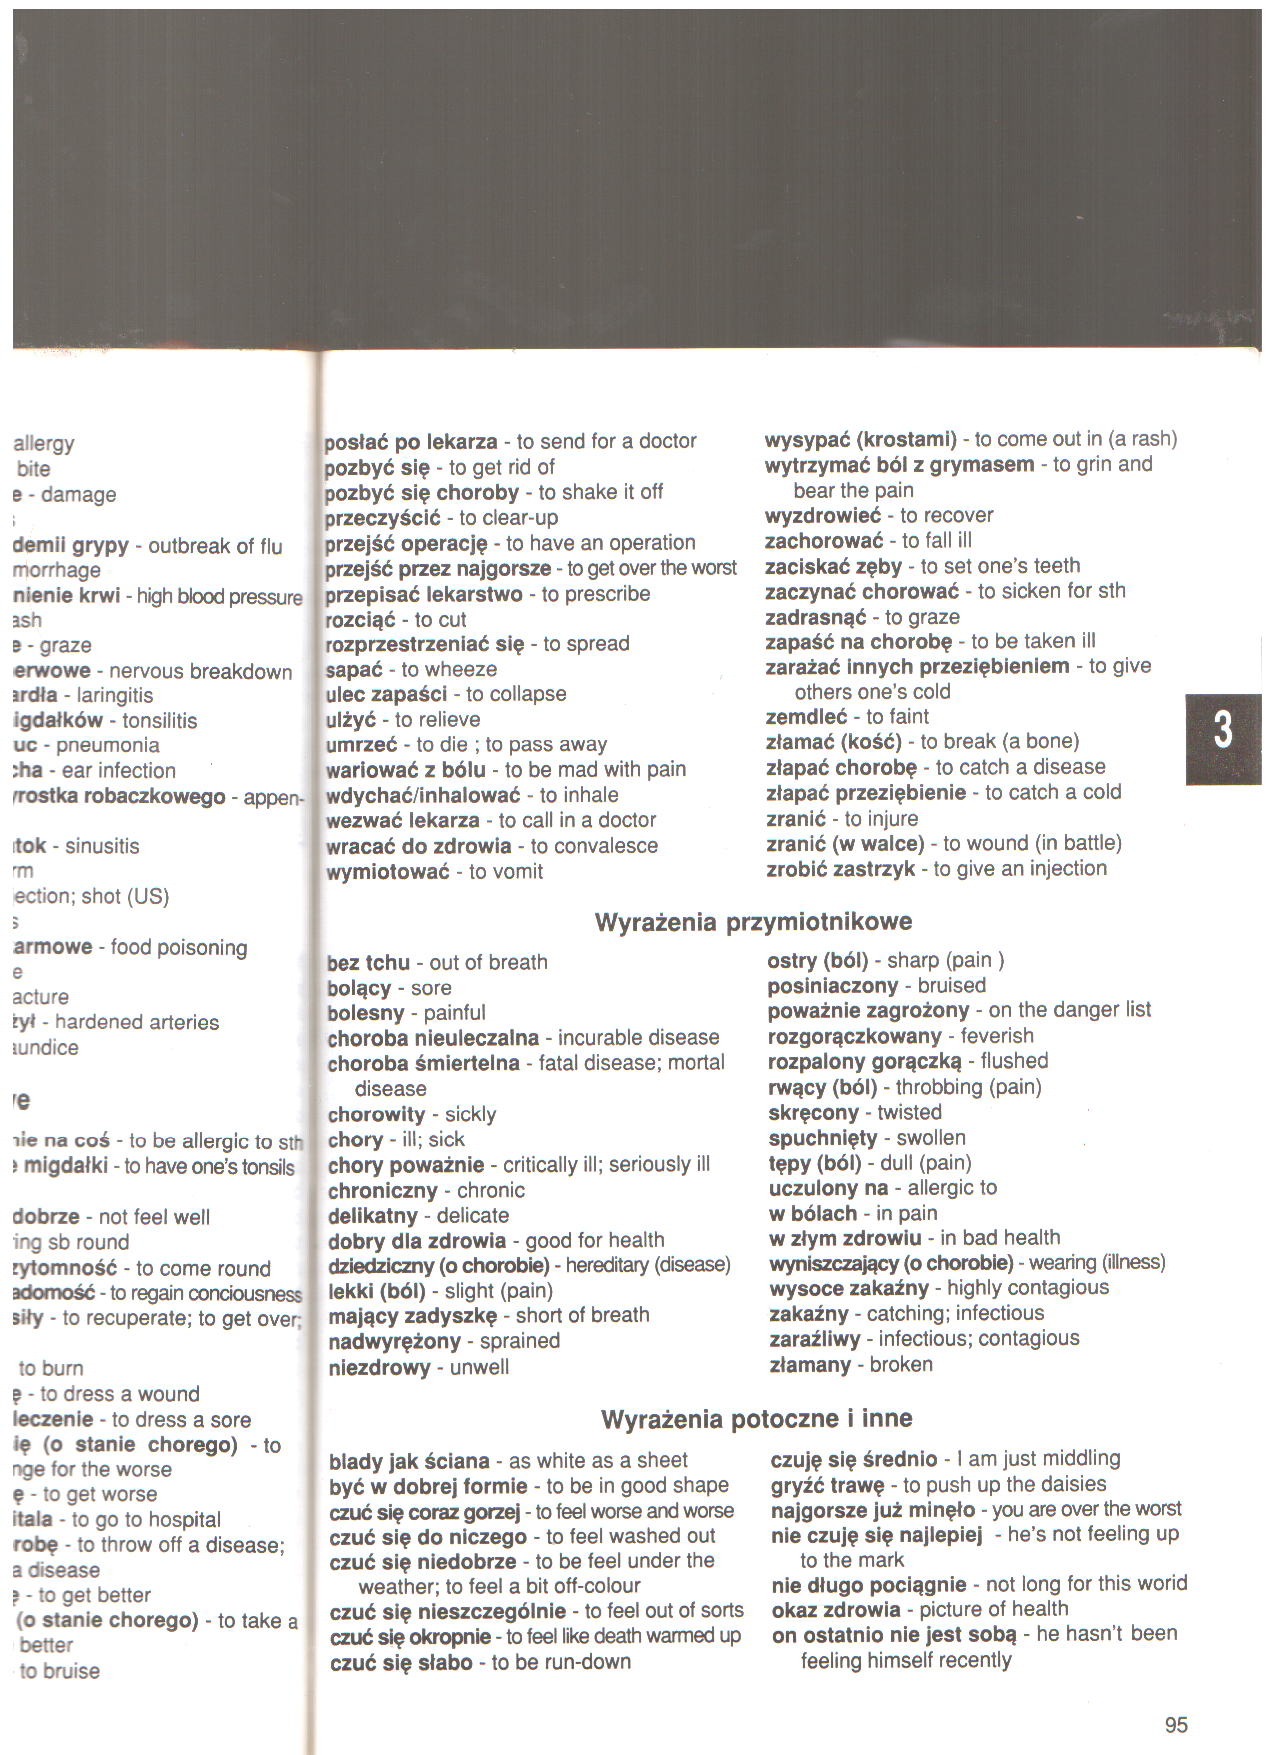 allergy
bite
- damage
demii grypy - outbreak of flu
morrhage
nienie krwi - high blood pressure
ash
- graze
erwowe - nervous breakdown
ardła - laringitis
igdałków - tonsilitis
uc - pneumonia
cha - ear infection
rostka robaczkowego - appen-
tok - sinusitis
rm
ection; shot (US)
s
armowe - food poisoning
e
acture
żył - hardened arteries
aundice
we
nie na coś - to be allergic to sth
migdałki - to have one's tonsils
dobrze - not feel well
ing sb round
zytomność - to come round
adomość - to regain conciousness
siły - to recuperate; to get over;
to burn
ę - to dress a wound
leczenie - to dress a sore
ię (o stanie chorego) - to
nge for the worse
ę - to get worse
itala - to go to hospital
robę - to throw off a disease;
a disease
- to get better
(o stanie chorego) - to take a
better
to bruise
posłać po lekarza - to send for a doctor
pozbyć się - to get rid of
pozbyć się choroby - to shake it off
przeczyścić - to clear-up
przejść operację - to have an operation
przejść przez najgorsze - to get over the worst
przepisać lekarstwo - to prescribe
rozciąć - to cut
rozprzestrzeniać się - to spread
sapać - to wheeze
ulec zapaści - to collapse
ulżyć - to relieve
umrzeć - to die ; to pass away
wariować z bólu - to be mad with pain
wdychać/inhalować - to inhale
wezwać lekarza - to call in a doctor
wracać do zdrowia - to convalesce
wymiotować - to vomit
wysypać (krostami) - to come out in (a rash)
wytrzymać ból z grymasem - to grin and
bear the pain
wyzdrowieć - to recover
zachorować - to fall ill
zaciskać zęby - to set one's teeth
zaczynać chorować - to sicken for sth
zadrasnąć - to graze
zapaść na chorobę - to be taken ill
zarażać innych przeziębieniem - to give
others one's cold
zemdleć - to faint
złamać (kość) - to break (a bone)
złapać chorobę - to catch a disease
złapać przeziębienie - to catch a cold
zranić - to injure
zranić (w walce) - to wound (in battle)
zrobić zastrzyk - to give an injection
3
Wyrażenia przymiotnikowe
bez tchu - out of breath
bolący - sore
bolesny - painful
choroba nieuleczalna - incurable disease
choroba śmiertelna - fatal disease; mortal
disease
chorowity - sickly
chory - ill; sick
chory poważnie - critically ill; seriously ill
chroniczny - chronic
delikatny - delicate
dobry dla zdrowia - good for health
dziedziczny (o chorobie) - hereditary (disease)
lekki (ból) - slight (pain)
mający zadyszkę - short of breath
nadwyrężony - sprained
niezdrowy - unwell
ostry (ból) - sharp (pain )
posiniaczony - bruised
poważnie zagrożony - on the danger list
rozgorączkowany - feverish
rozpalony gorączką - flushed
rwący (ból) - throbbing (pain)
skręcony - twisted
spuchnięty - swollen
tępy (ból) - dull (pain)
uczulony na - allergic to
w bólach - in pain
w złym zdrowiu - in bad health
wyniszczający (o chorobie) - wearing (illness)
wysoce zakaźny - highly contagious
zakaźny - catching; infectious
zaraźliwy - infectious; contagious
złamany - broken
Wyrażenia potoczne i inne
blady jak ściana - as white as a sheet
być w dobrej formie - to be in good shape
czuć się coraz gorzej - to feel worse and worse
czuć się do niczego - to feel washed out
czuć się niedobrze - to be feel under the
weather; to feel a bit off-colour
czuć się nieszczególnie - to feel out of sorts
czuć się okropnie - to feel like death warmed up
czuć się słabo - to be run-down
czuję się średnio - I am just middling
gryźć trawę - to push up the daisies
najgorsze już minęło - you are over the worst
nie czuję się najlepiej - he's not feeling up
to the mark
nie długo pociągnie - not long for this worid
okaz zdrowia - picture of health
on ostatnio nie jest sobą - he hasn't been
feeling himself recently
95